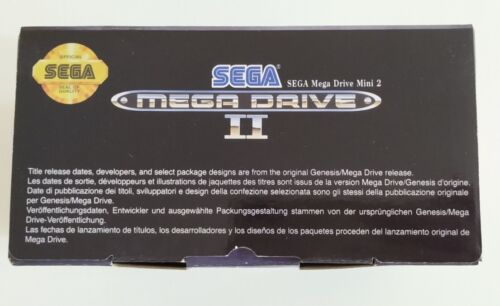 OFFICIAL
SEGA
SEAL OF
QUALITY
SEGA
SEGA Mega Drive Mini 2
MEGA DRIVE
II
Title release dates, developers, and select package designs are from the original Genesis/Mega Drive release.
Les dates de sortie, développeurs et illustrations de jaquettes des titres sont issus de la version Mega Drive/Genesis d'origine.
Date di pubblicazione dei titoli, sviluppatori e design della confezione selezionata sono gli stessi della pubblicazione originale
per Genesis/Mega Drive.
Veröffentlichungsdaten, Entwickler und ausgewählte Packungsgestaltung stammen von der ursprünglichen Genesis/Mega
Drive-Veröffentlichung.
Las fechas de lanzamiento de títulos, los desarrolladores y los diseños de los paquetes proceden del lanzamiento original de
Mega Drive.